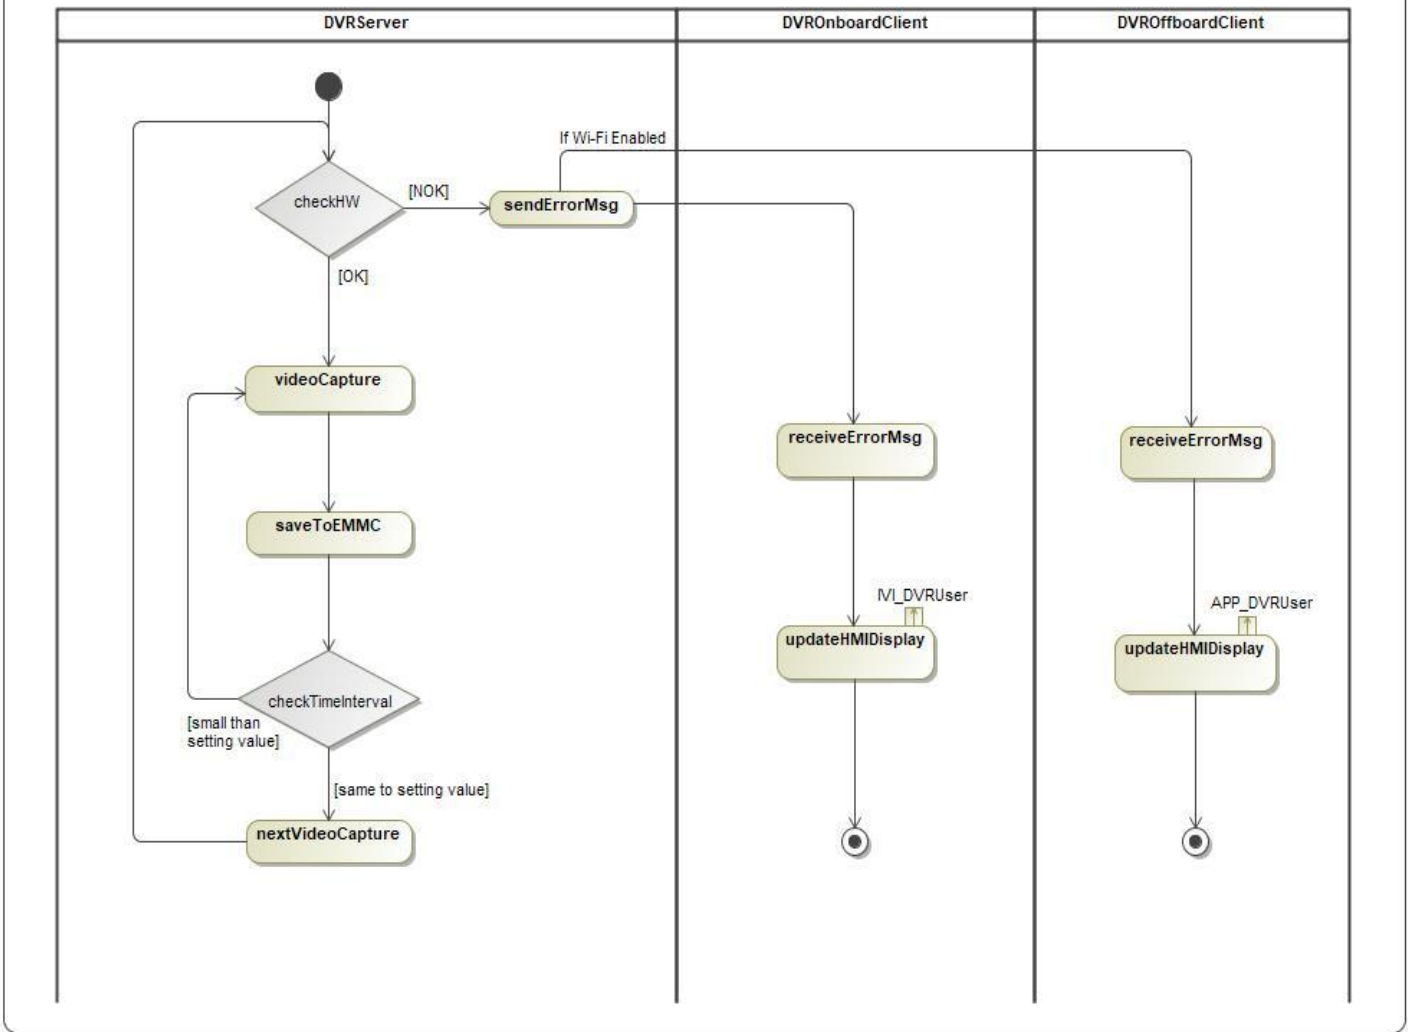 DVRServer
DVROnboardClient
DVROffboardClient
If Wi-Fi Enabled
checkHW
[NOK]
sendErrorMsg
[OK]
videoCapture
receiveErrorMsg
receiveErrorMsg
saveToEMMC
IVI_DVRUser
APP_DVRUser
updateHMIDisplay
updateHMIDisplay
checkTimeInterval
[small than
setting value]
[same to setting value]
nextVideoCapture